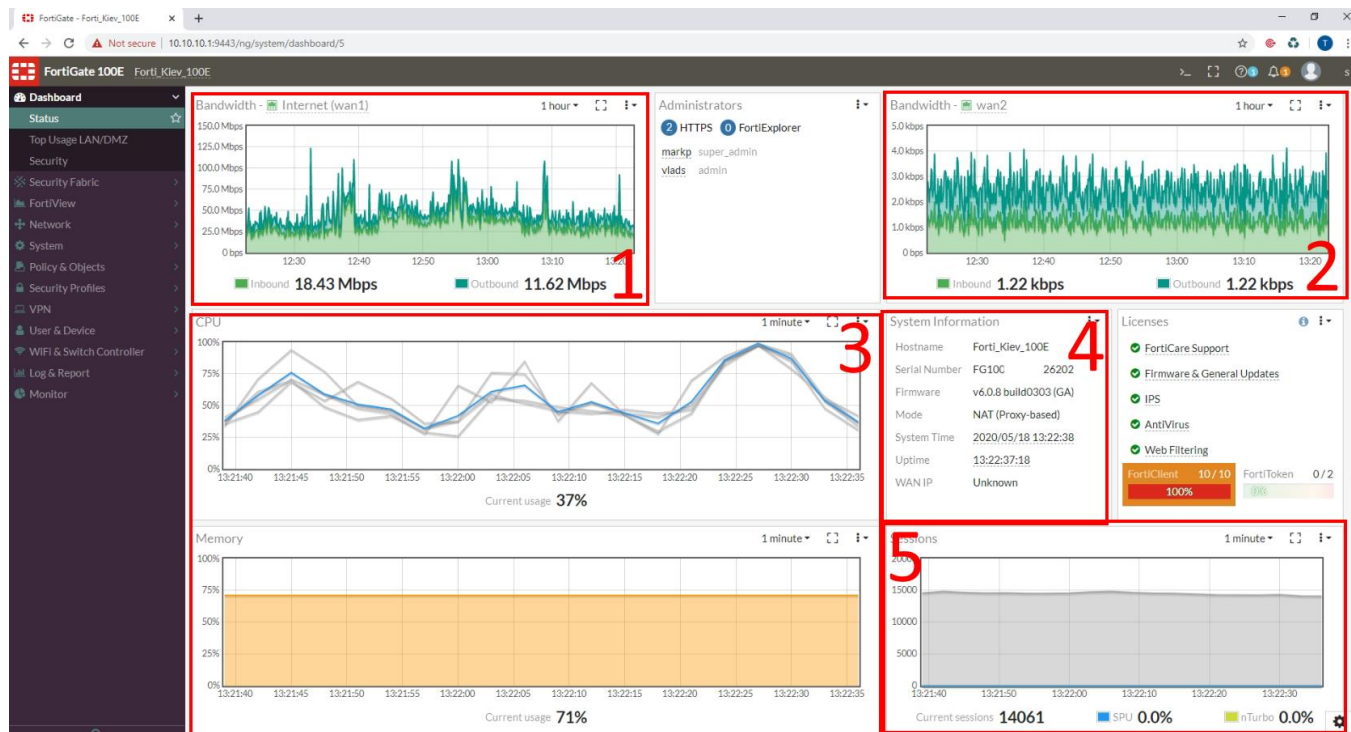 FortiGate - Forti_Kiev_100E
Not secure | 10.10.10.1:9443/ng/system/dashboard/5
T
FortiGate 100E Forti_Kiev_100E
>_
s
Dashboard
Status
Top Usage LAN/DMZ
Security
Security Fabric
FortiView
Network
System
Policy & Objects
Security Profiles
VPN
User & Device
WiFi & Switch Controller
Log & Report
Monitor
Bandwidth - Internet (wan1) 1 hour
150.0 Mbps
125.0 Mbps
100.0 Mbps
75.0 Mbps
50.0 Mbps
25.0 Mbps
0 bps
12:30 12:40 12:50 13:00 13:10 13:20
Inbound 18.43 Mbps Outbound 11.62 Mbps
1
Administrators
2 HTTPS 0 FortiExplorer
markp super_admin
vlads admin
Bandwidth - wan2 1 hour
5.0 kbps
4.0 kbps
3.0 kbps
2.0 kbps
1.0 kbps
0 bps
12:30 12:40 12:50 13:00 13:10 13:20
Inbound 1.22 kbps Outbound 1.22 kbps
2
CPU 1 minute
3
100%
75%
50%
25%
0%
13:21:40 13:21:45 13:21:50 13:21:55 13:22:00 13:22:05 13:22:10 13:22:15 13:22:20 13:22:25 13:22:30 13:22:35
Current usage 37%
System Information
4
Hostname Forti_Kiev_100E
Serial Number FG100 26202
Firmware v6.0.8 build0303 (GA)
Mode NAT (Proxy-based)
System Time 2020/05/18 13:22:38
Uptime 13:22:37:18
WAN IP Unknown
Licenses
FortiCare Support
Firmware & General Updates
IPS
AntiVirus
Web Filtering
FortiClient 10 / 10
100%
FortiToken 0 / 2
0%
Memory 1 minute
100%
75%
50%
25%
0%
13:21:40 13:21:45 13:21:50 13:21:55 13:22:00 13:22:05 13:22:10 13:22:15 13:22:20 13:22:25 13:22:30 13:22:35
Current usage 71%
Sessions 1 minute
5
20000
15000
10000
5000
0
13:21:40 13:21:50 13:22:00 13:22:10 13:22:20 13:22:30
Current sessions 14061 SPU 0.0% nTurbo 0.0%